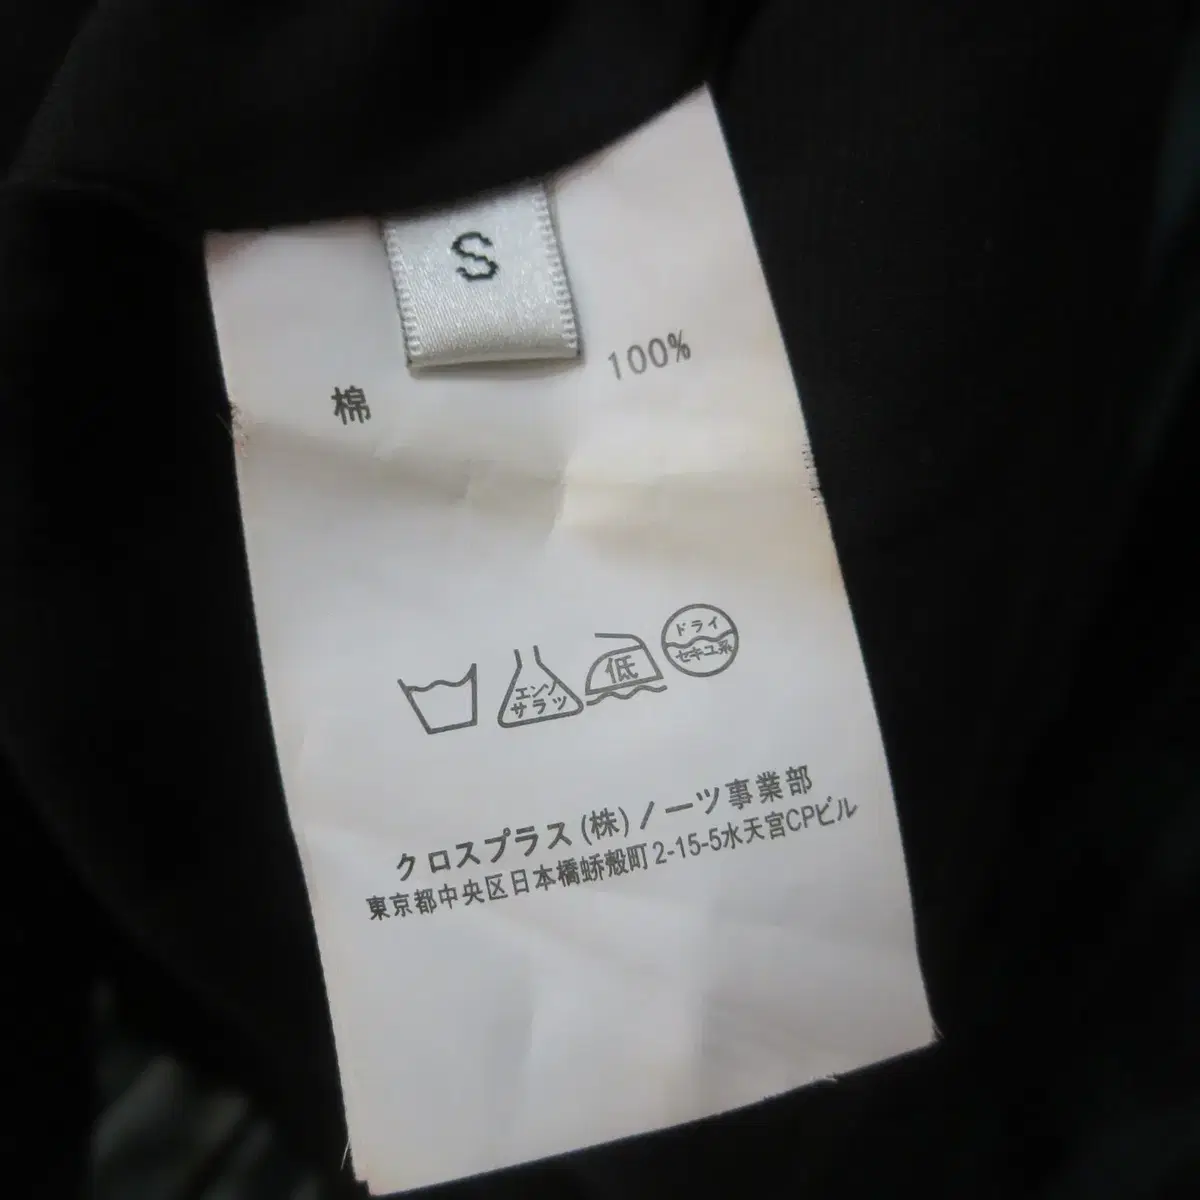 S
棉 100%
エンソ
サラツ
低
ドライ
セキユ系
クロスプラス(株)ノーツ事業部
東京都中央区日本橋蛎殻町2-15-5水天宮CPビル